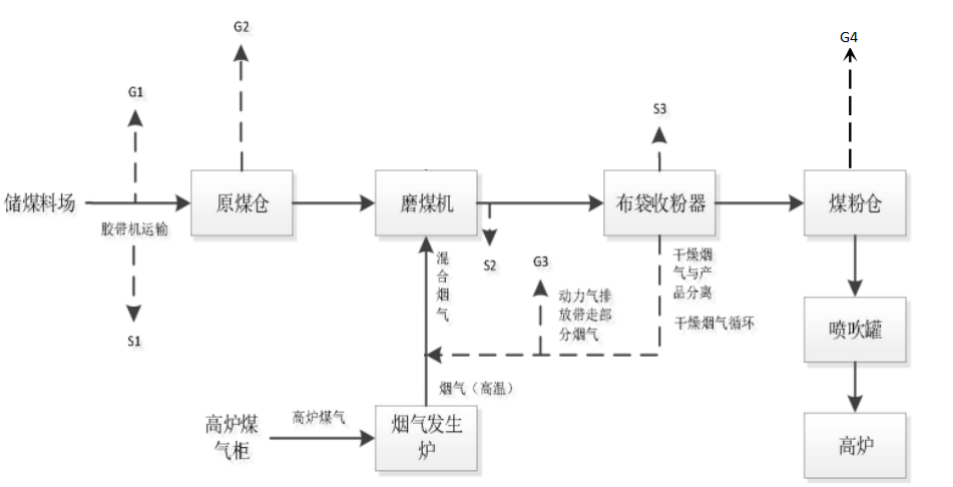 G2
G4
G1
S3
储煤料场
原煤仓
磨煤机
布袋收粉器
煤粉仓
胶带机运输
S1
S2
混
合
烟
气
G3
动力气排
放带走部
分烟气
干燥烟
气与产
品分离
干燥烟气循环
喷吹罐
烟气（高温）
高炉煤
气柜
高炉煤气
烟气发生
炉
高炉